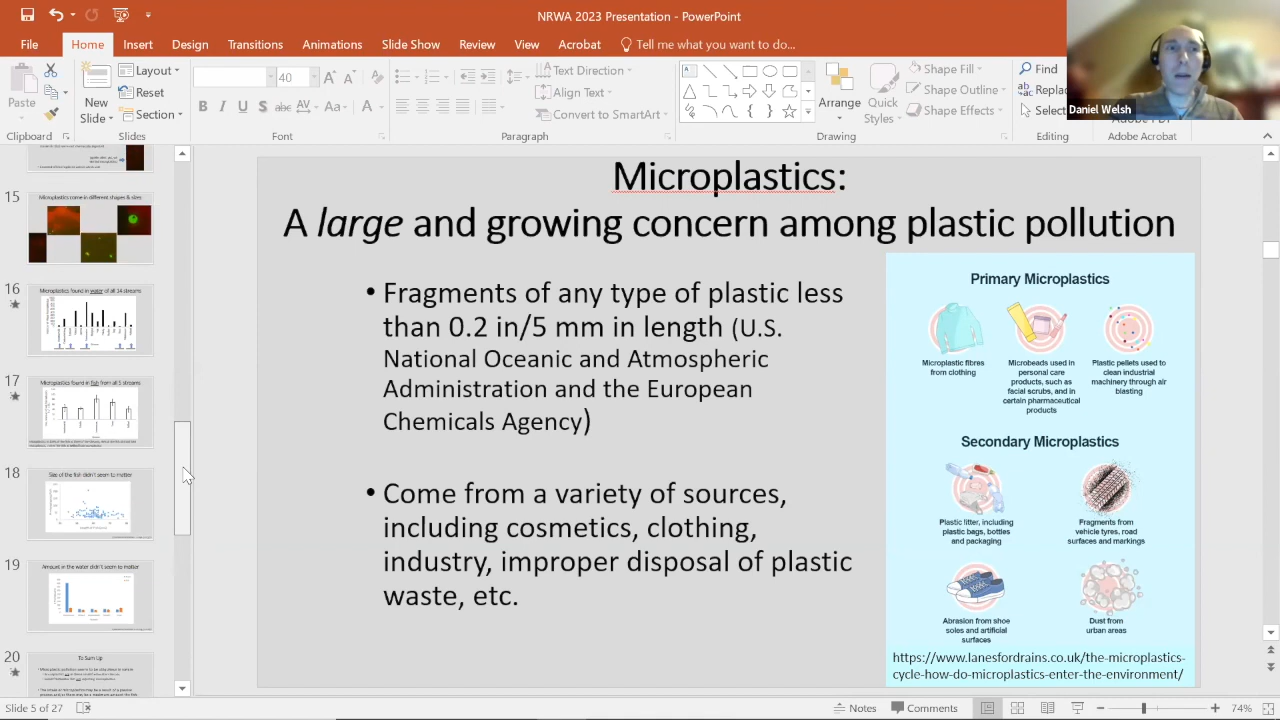 NRWA 2023 Presentation - PowerPoint
File Home Insert Design Transitions Animations Slide Show Review View Acrobat Tell me what you want to do...
Daniel Welsh
Paste
New
Slide
Layout
Reset
Section
40
B I U S abc AV Aa A
Text Direction
Align Text
Convert to SmartArt
Arrange
Quick
Styles
Shape Fill
Shape Outline
Shape Effects
Find
Select
Clipboard Slides Font Paragraph Drawing Editing Adobe Acrobat
15
Microplastics come in different shapes & sizes
16
Microplastics found in water of all 14 streams
17
Microplastics found in fish from all 5 streams
18
Size of the fish didn't seem to matter
19
Amount in the water didn't seem to matter
20
To Sum Up
Microplastics:
A large and growing concern among plastic pollution
• Fragments of any type of plastic less
than 0.2 in/5 mm in length (U.S.
National Oceanic and Atmospheric
Administration and the European
Chemicals Agency)
• Come from a variety of sources,
including cosmetics, clothing,
industry, improper disposal of plastic
waste, etc.
Primary Microplastics
Microplastic fibres
from clothing
Microbeads used in
personal care
products, such as
facial scrubs, and in
certain pharmaceutical
products
Plastic pellets used to
clean industrial
machinery through air
blasting
Secondary Microplastics
Plastic litter, including
plastic bags, bottles
and packaging
Fragments from
vehicle tyres, road
surfaces and markings
Abrasion from shoe
soles and artificial
surfaces
Dust from
urban areas
https://www.lanesfordrains.co.uk/the-microplastics-
cycle-how-do-microplastics-enter-the-environment/
Slide 5 of 27
Notes
Comments
74%